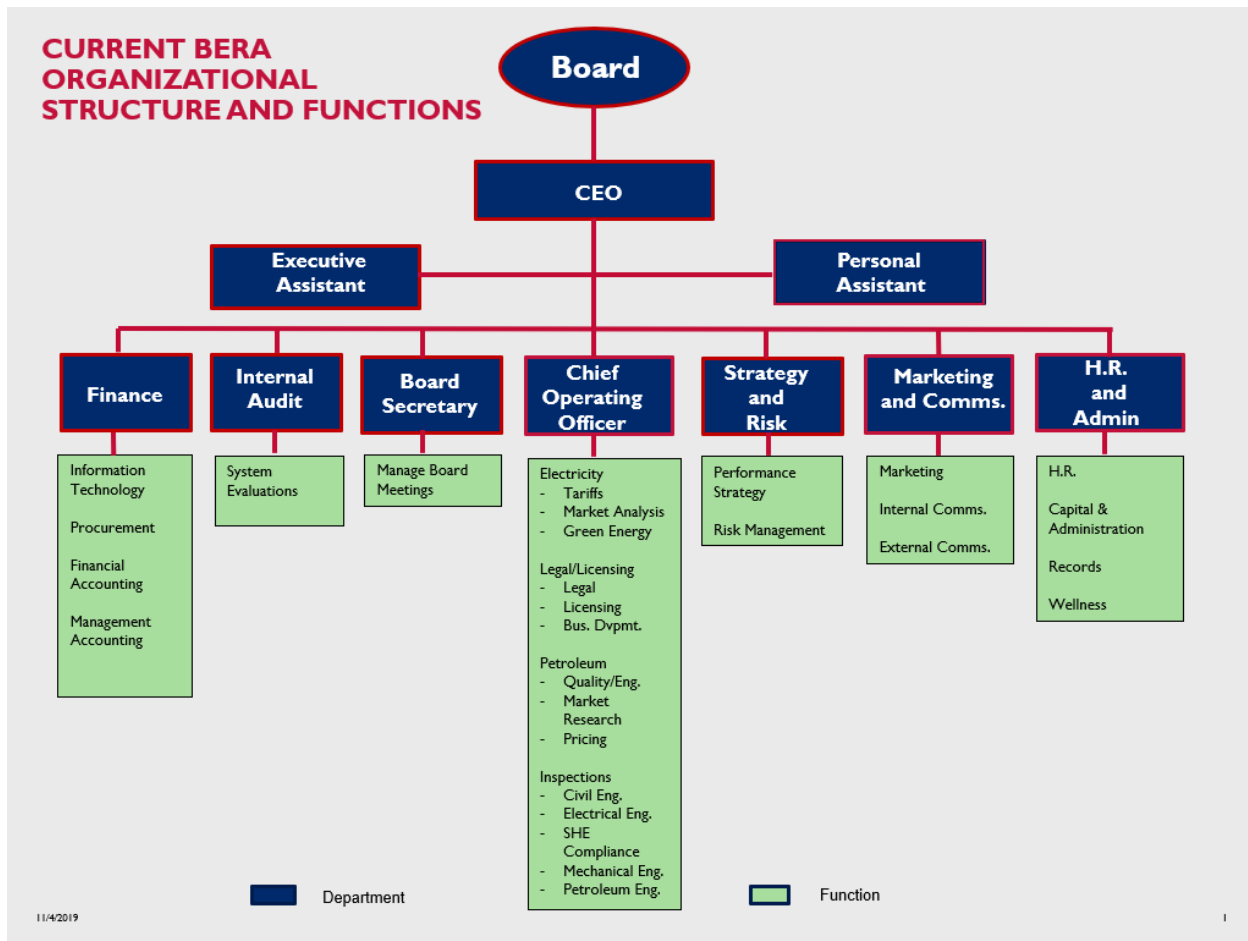 CURRENT BERA
ORGANIZATIONAL
STRUCTURE AND FUNCTIONS
Board
CEO
Executive
Assistant
Personal
Assistant
Finance
Internal
Audit
Board
Secretary
Chief
Operating
Officer
Strategy
and
Risk
Marketing
and Comms.
H.R.
and
Admin
Information
Technology
Procurement
Financial
Accounting
Management
Accounting
System
Evaluations
Manage Board
Meetings
Electricity
- Tariffs
- Market Analysis
- Green Energy
Legal/Licensing
- Legal
- Licensing
- Bus. Dvpmt.
Petroleum
- Quality/Eng.
- Market
Research
- Pricing
Inspections
- Civil Eng.
- Electrical Eng.
- SHE
Compliance
- Mechanical Eng.
- Petroleum Eng.
Performance
Strategy
Risk Management
Marketing
Internal Comms.
External Comms.
H.R.
Capital &
Administration
Records
Wellness
Department
Function
11/4/2019
1